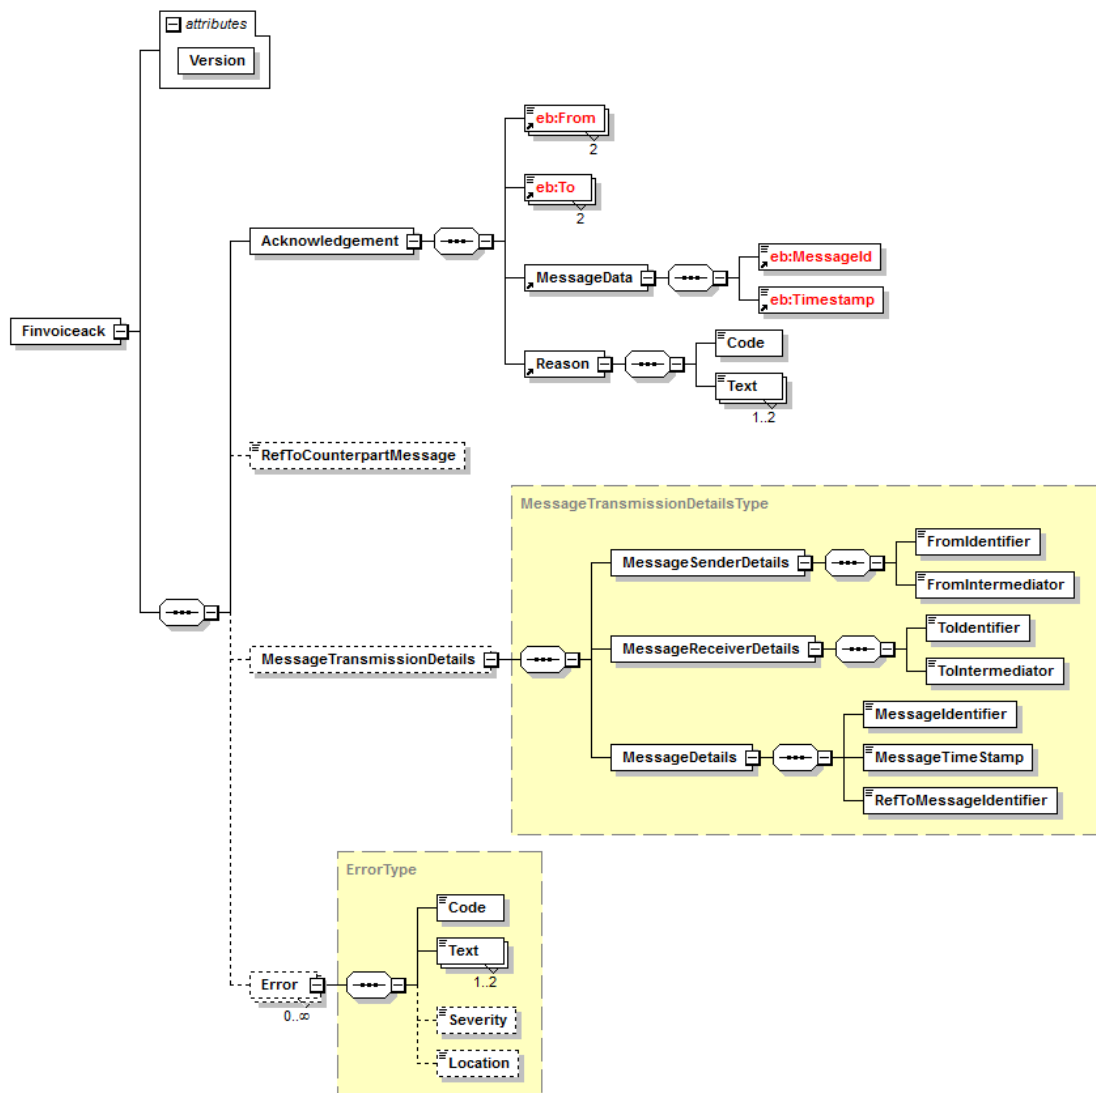 attributes
Version
eb:From
2
eb:To
2
Acknowledgement
MessageData
eb:MessageId
eb:Timestamp
Finvoiceack
Reason
Code
Text
1..2
RefToCounterpartMessage
MessageTransmissionDetailsType
MessageSenderDetails
FromIdentifier
FromIntermediator
MessageTransmissionDetails
MessageReceiverDetails
ToIdentifier
ToIntermediator
MessageDetails
MessageIdentifier
MessageTimeStamp
RefToMessageIdentifier
ErrorType
Error
0..∞
Code
Text
1..2
Severity
Location